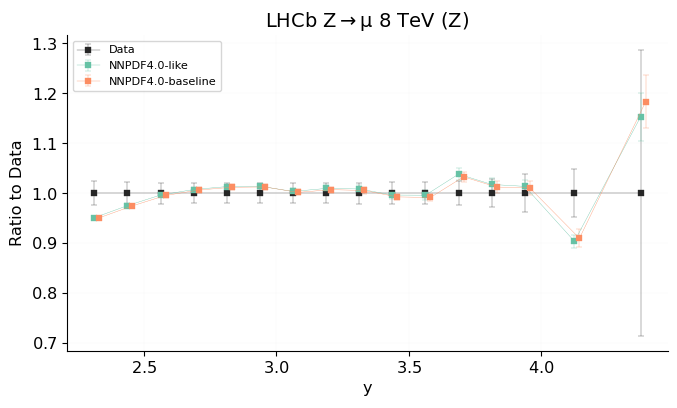 LHCb Z→μ 8 TeV (Z)
Data
NNPDF4.0-like
NNPDF4.0-baseline
Ratio to Data
1.3
1.2
1.1
1.0
0.9
0.8
0.7
2.5 3.0 3.5 4.0
y